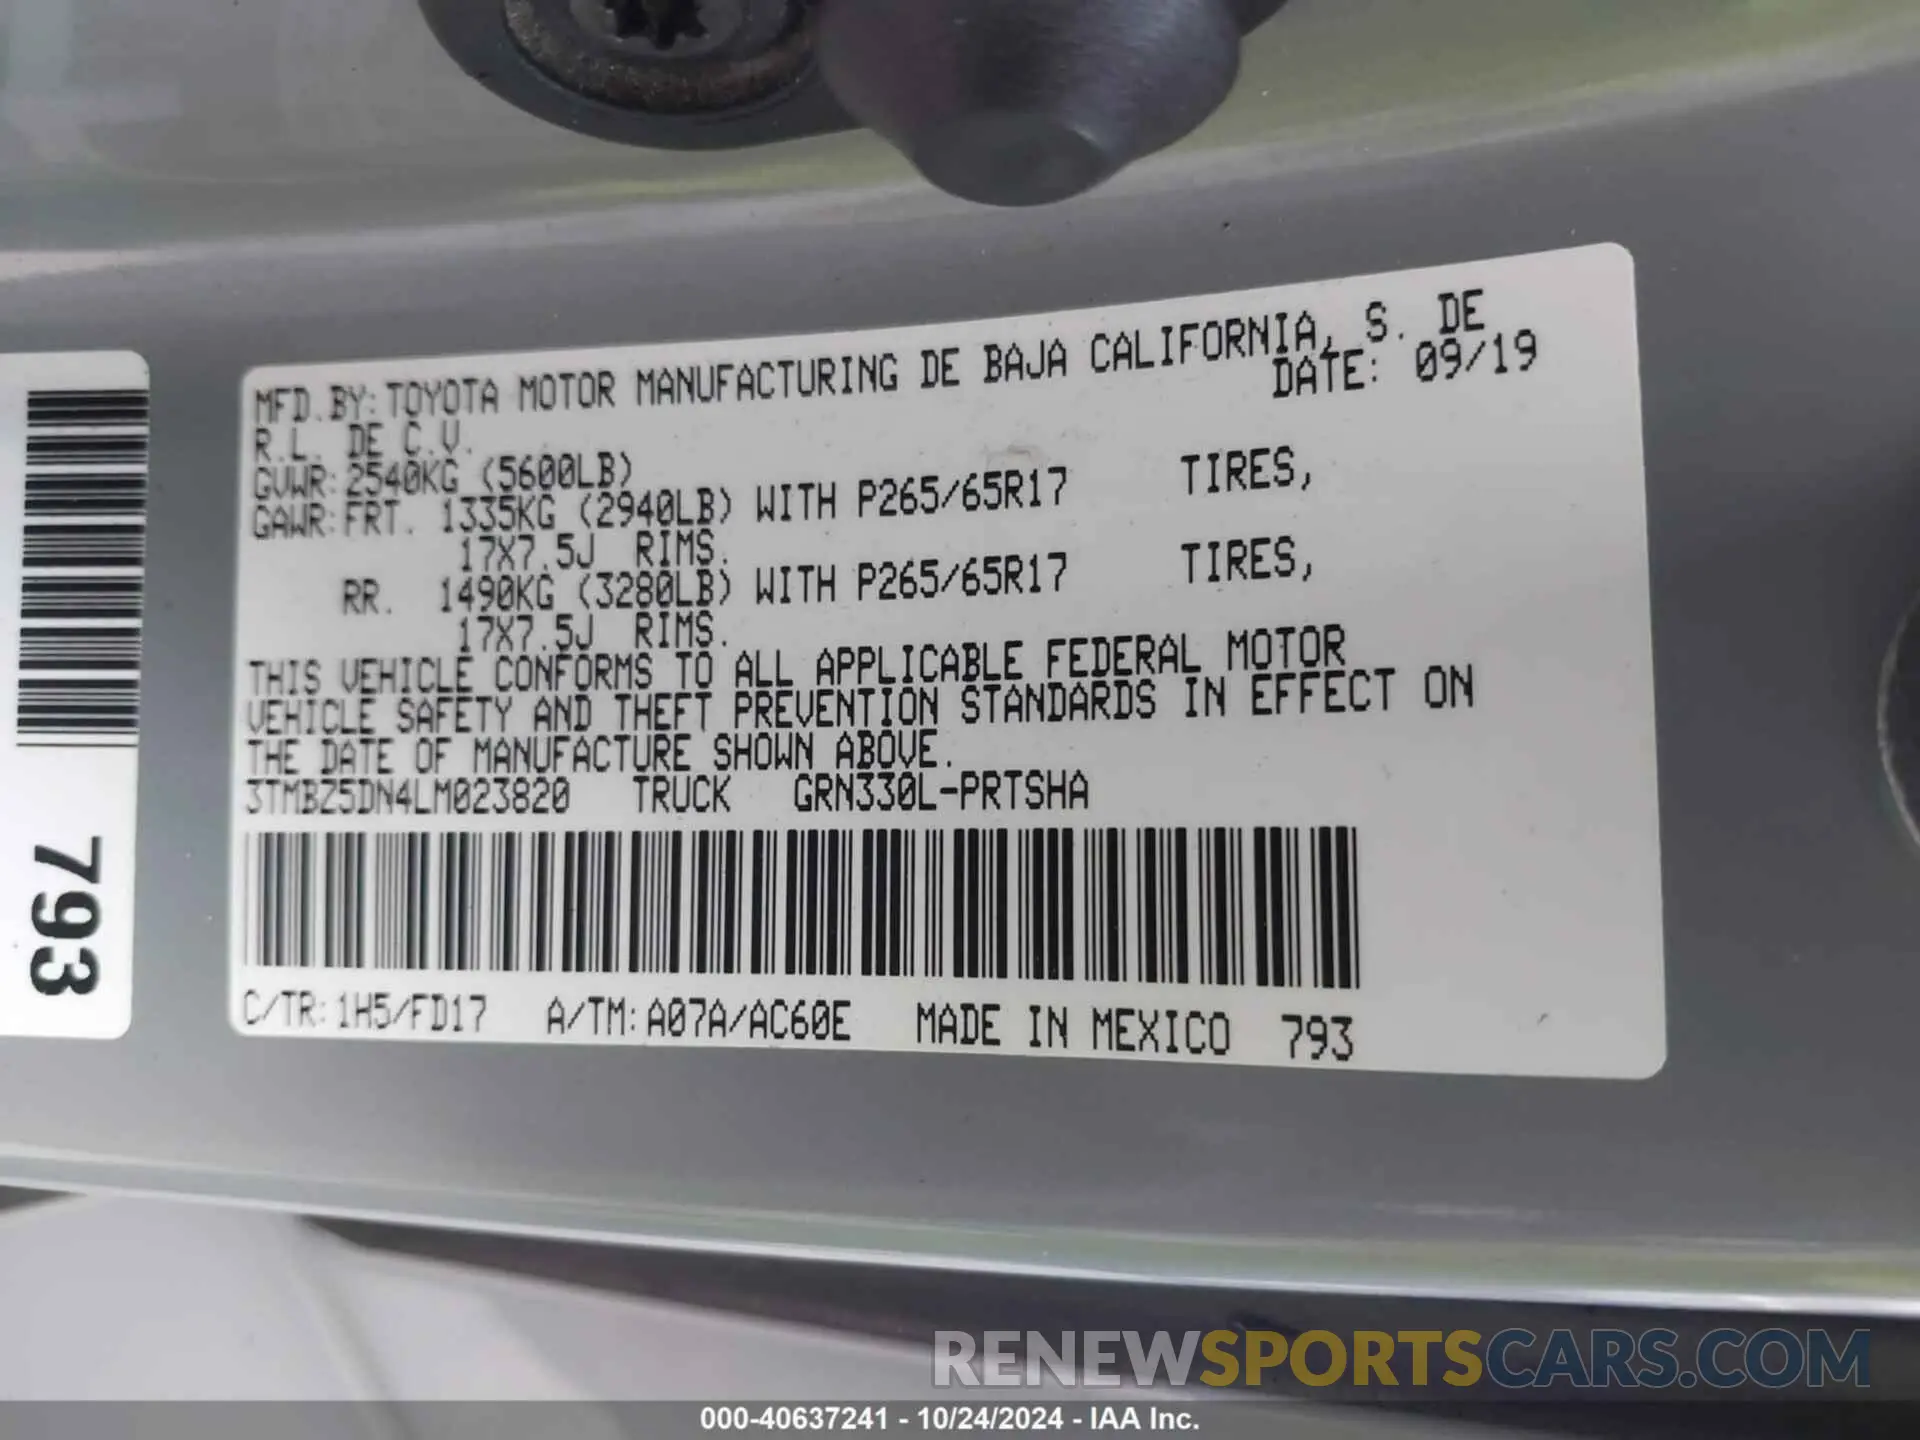 MFD.BY:TOYOTA MOTOR MANUFACTURING DE BAJA CALIFORNIA, S. DE
R.L. DE C.V. DATE: 09/19
GVWR:2540KG (5600LB)
GAWR:FRT. 1335KG (2940LB) WITH P265/65R17 TIRES,
17X7.5J RIMS.
RR. 1490KG (3280LB) WITH P265/65R17 TIRES,
17X7.5J RIMS.
THIS VEHICLE CONFORMS TO ALL APPLICABLE FEDERAL MOTOR
VEHICLE SAFETY AND THEFT PREVENTION STANDARDS IN EFFECT ON
THE DATE OF MANUFACTURE SHOWN ABOVE.
3TMBZ5DN4LM023820 TRUCK GRN330L-PRTSHA
C/TR:1H5/FD17 A/TM:A07A/AC60E MADE IN MEXICO 793
793
RENEWSPORTSCARS.COM
000-40637241 - 10/24/2024 - IAA Inc.